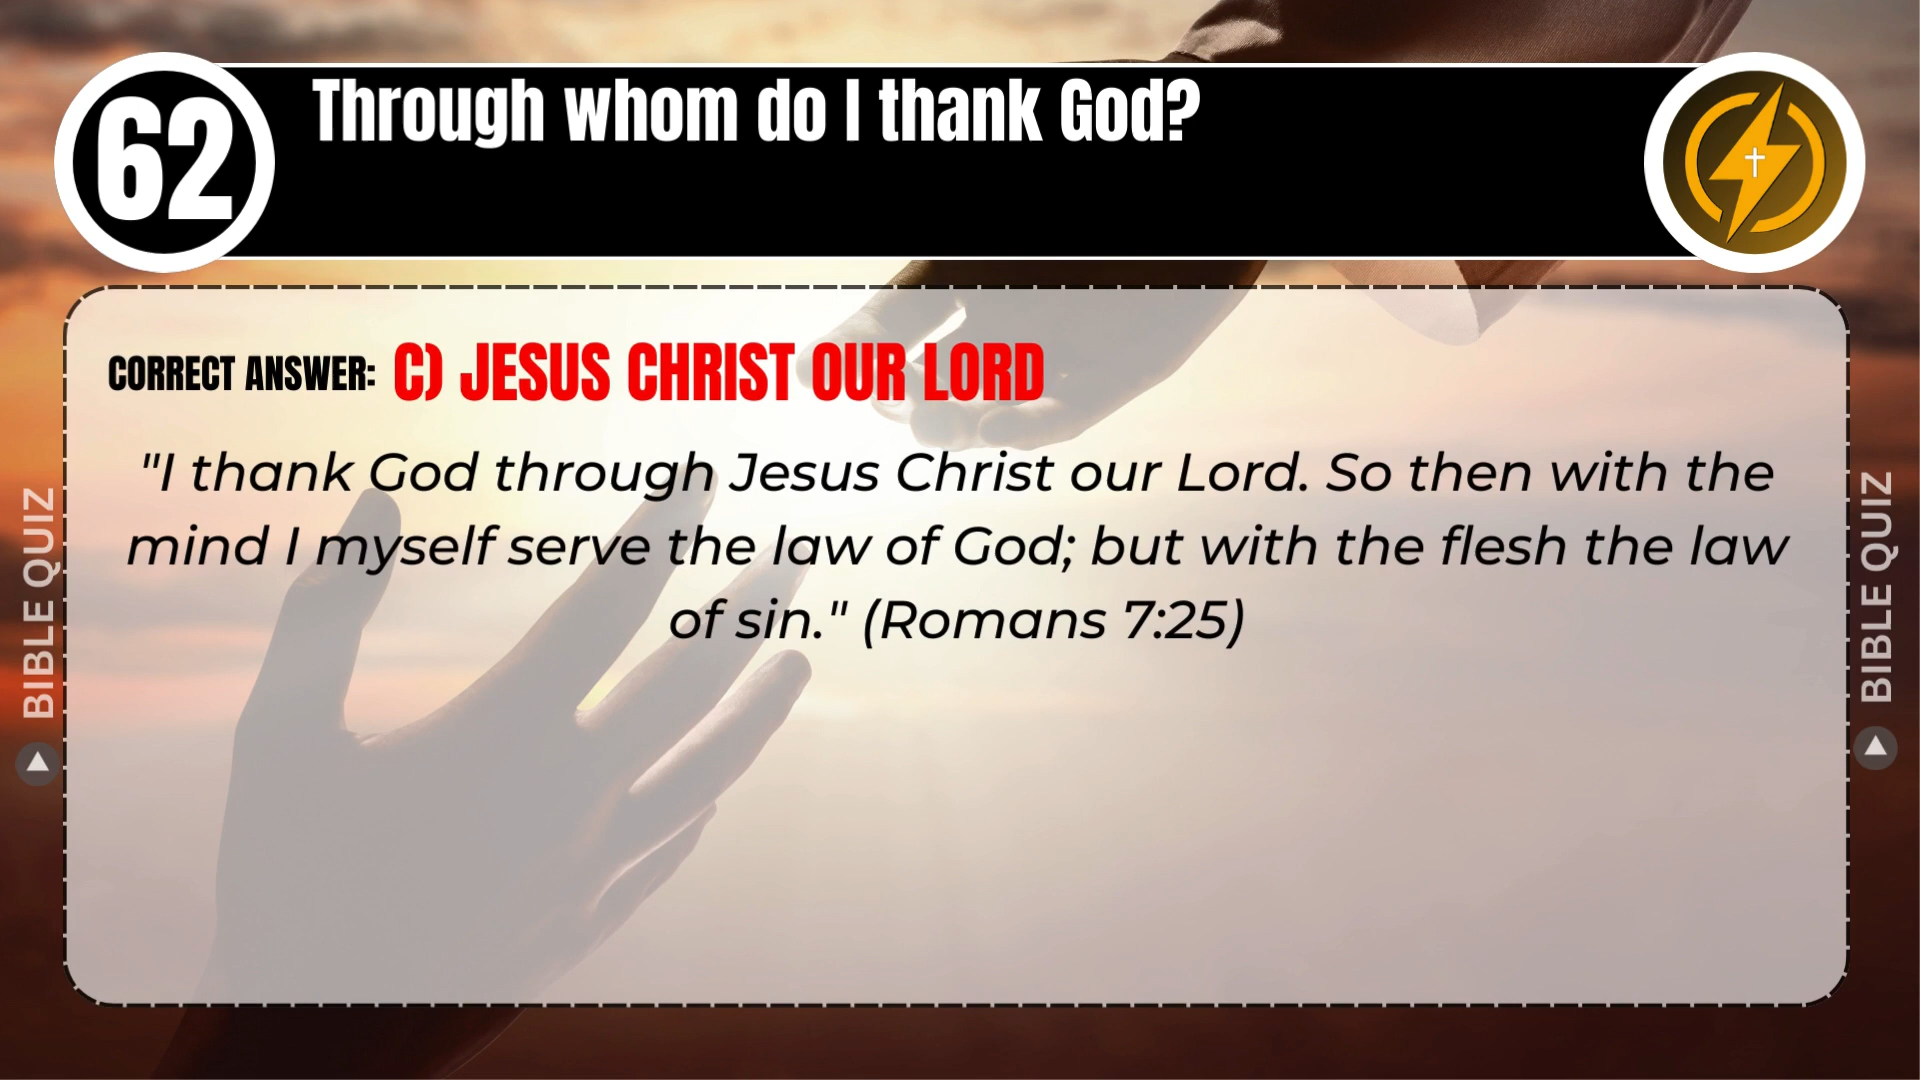 62
Through whom do I thank God?
CORRECT ANSWER: C) JESUS CHRIST OUR LORD
"I thank God through Jesus Christ our Lord. So then with the
mind I myself serve the law of God; but with the flesh the law
of sin." (Romans 7:25)
BIBLE QUIZ
BIBLE QUIZ